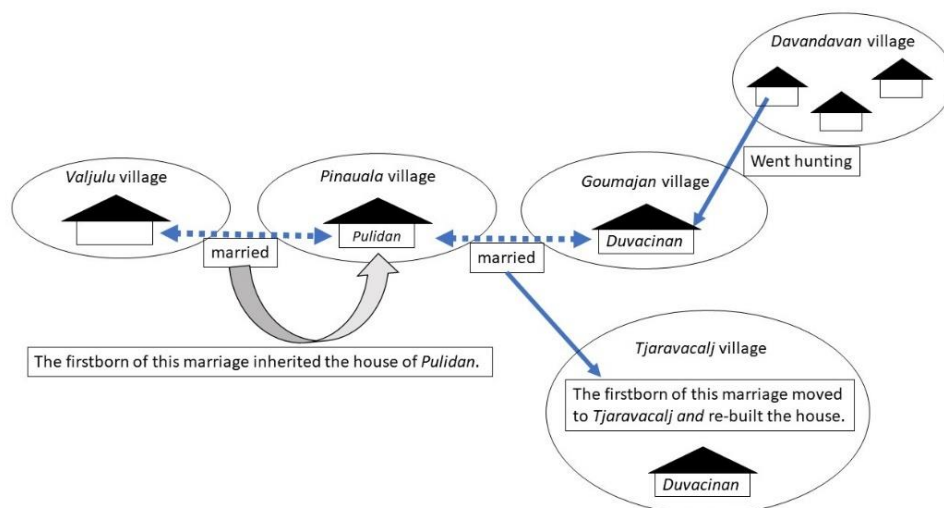 Davandavan village
Went hunting
Valjulu village
Pinauala village
Goumajan village
Pulidan
Duvacinan
married
married
The firstborn of this marriage inherited the house of Pulidan.
Tjaravacalj village
The firstborn of this marriage moved
to Tjaravacalj and re-built the house.
Duvacinan